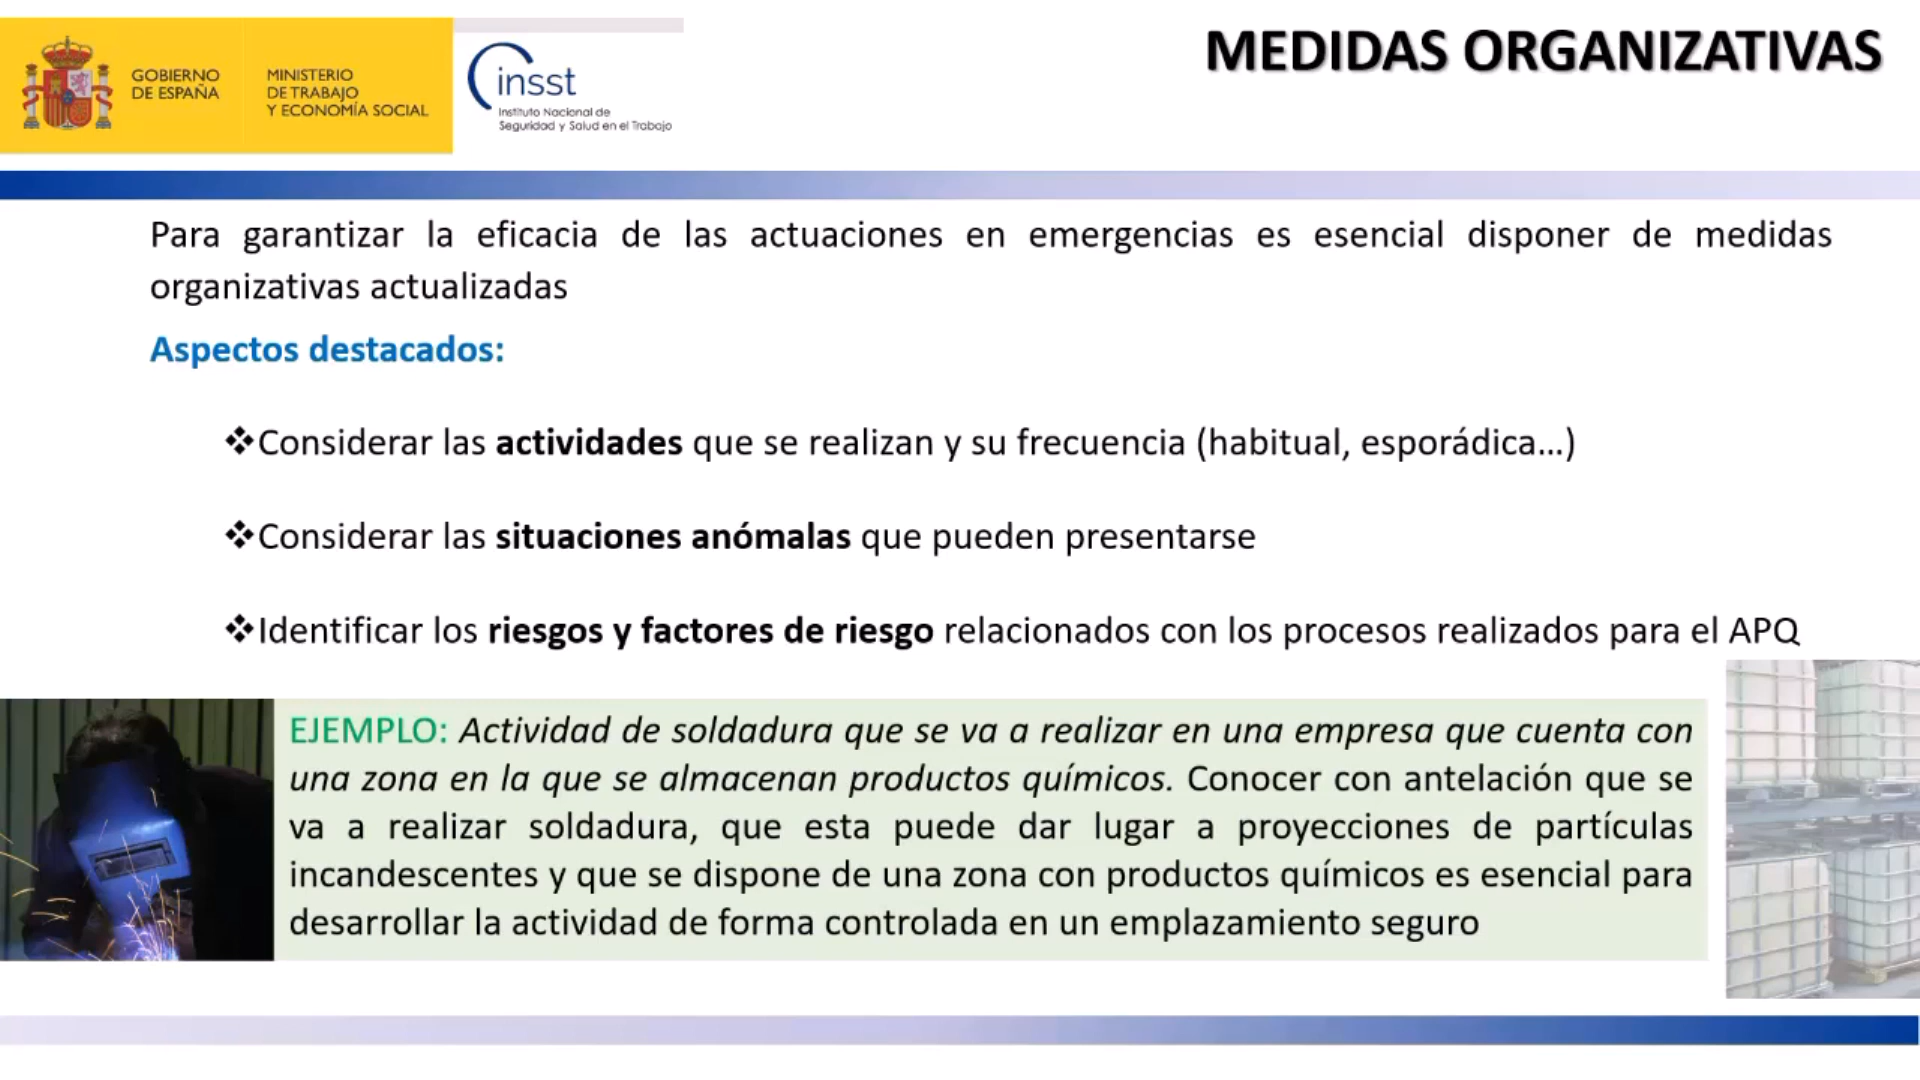 GOBIERNO
DE ESPAÑA
MINISTERIO
DE TRABAJO
Y ECONOMÍA SOCIAL
insst
Instituto Nacional de
Seguridad y Salud en el Trabajo
MEDIDAS ORGANIZATIVAS
Para garantizar la eficacia de las actuaciones en emergencias es esencial disponer de medidas
organizativas actualizadas
Aspectos destacados:
❖Considerar las actividades que se realizan y su frecuencia (habitual, esporádica…)
❖Considerar las situaciones anómalas que pueden presentarse
❖Identificar los riesgos y factores de riesgo relacionados con los procesos realizados para el APQ
EJEMPLO: Actividad de soldadura que se va a realizar en una empresa que cuenta con
una zona en la que se almacenan productos químicos. Conocer con antelación que se
va a realizar soldadura, que esta puede dar lugar a proyecciones de partículas
incandescentes y que se dispone de una zona con productos químicos es esencial para
desarrollar la actividad de forma controlada en un emplazamiento seguro